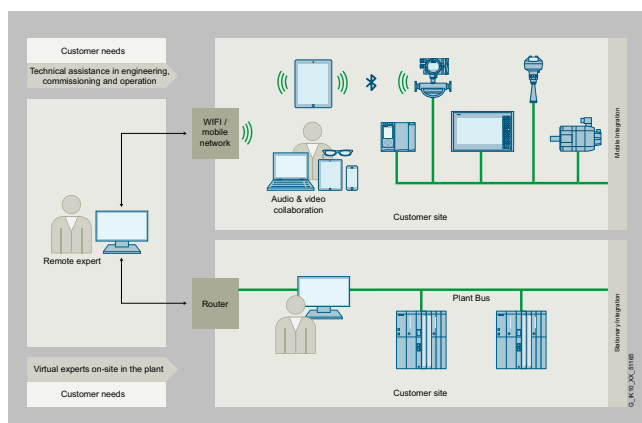 Customer needs
Technical assistance in engineering,
commissioning and operation
WIFI /
mobile
network
Audio & video
collaboration
Customer site
Mobile Integration
Remote expert
Router
Plant Bus
Customer site
Stationary Integration
Virtual experts on-site in the plant
Customer needs
G_IK10_XX_51165